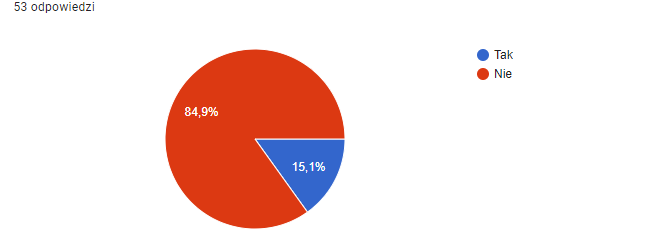 53 odpowiedzi
Tak
Nie
84,9%
15,1%